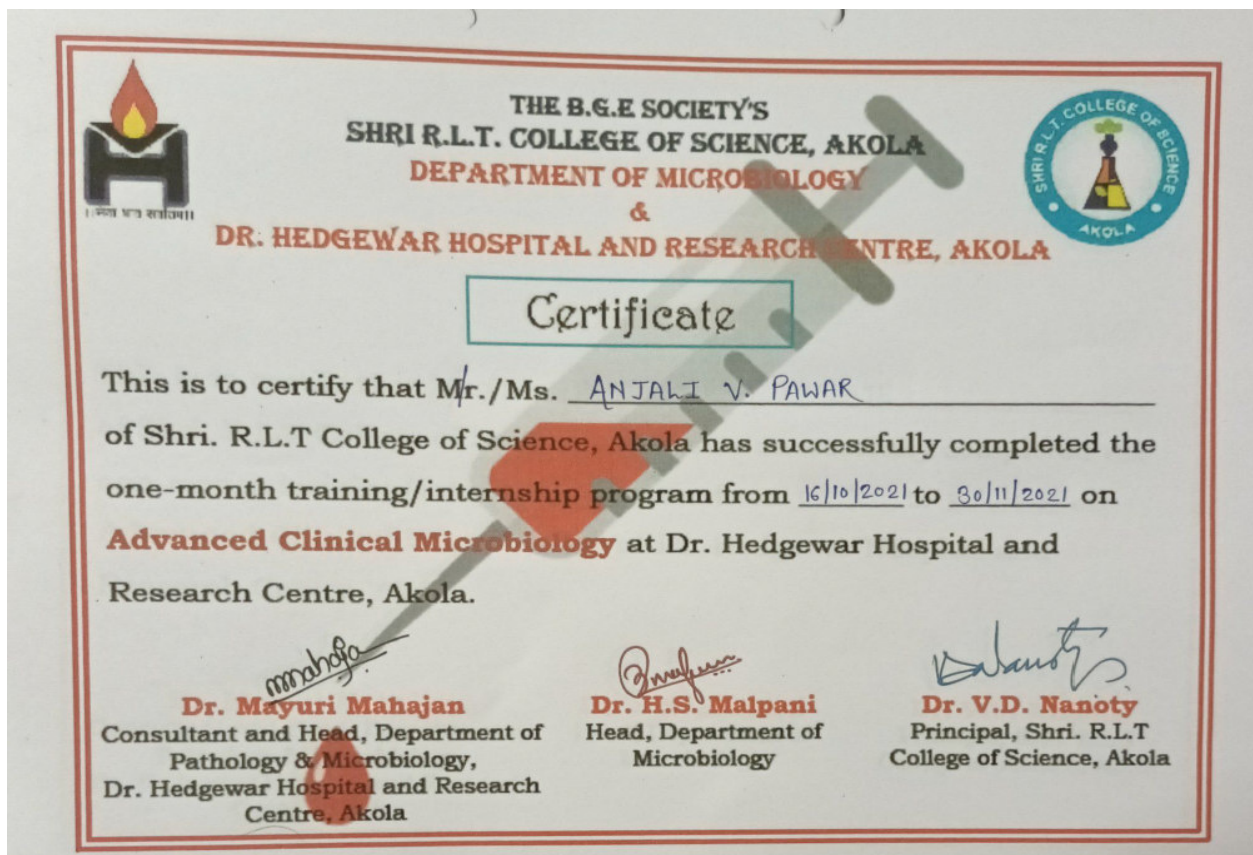 THE B.G.E SOCIETY'S
SHRI R.L.T. COLLEGE OF SCIENCE, AKOLA
DEPARTMENT OF MICROBIOLOGY
&
DR. HEDGEWAR HOSPITAL AND RESEARCH CENTRE, AKOLA
SHRI R.L.T. COLLEGE OF SCIENCE
AKOLA
Certificate
This is to certify that Mr./Ms. ANJALI V. PAWAR
of Shri. R.L.T College of Science, Akola has successfully completed the
one-month training/internship program from 16/10/2021 to 30/11/2021 on
Advanced Clinical Microbiology at Dr. Hedgewar Hospital and
Research Centre, Akola.
Dr. Mayuri Mahajan
Consultant and Head, Department of
Pathology & Microbiology,
Dr. Hedgewar Hospital and Research
Centre, Akola
Dr. H.S. Malpani
Head, Department of
Microbiology
Dr. V.D. Nanoty
Principal, Shri. R.L.T
College of Science, Akola